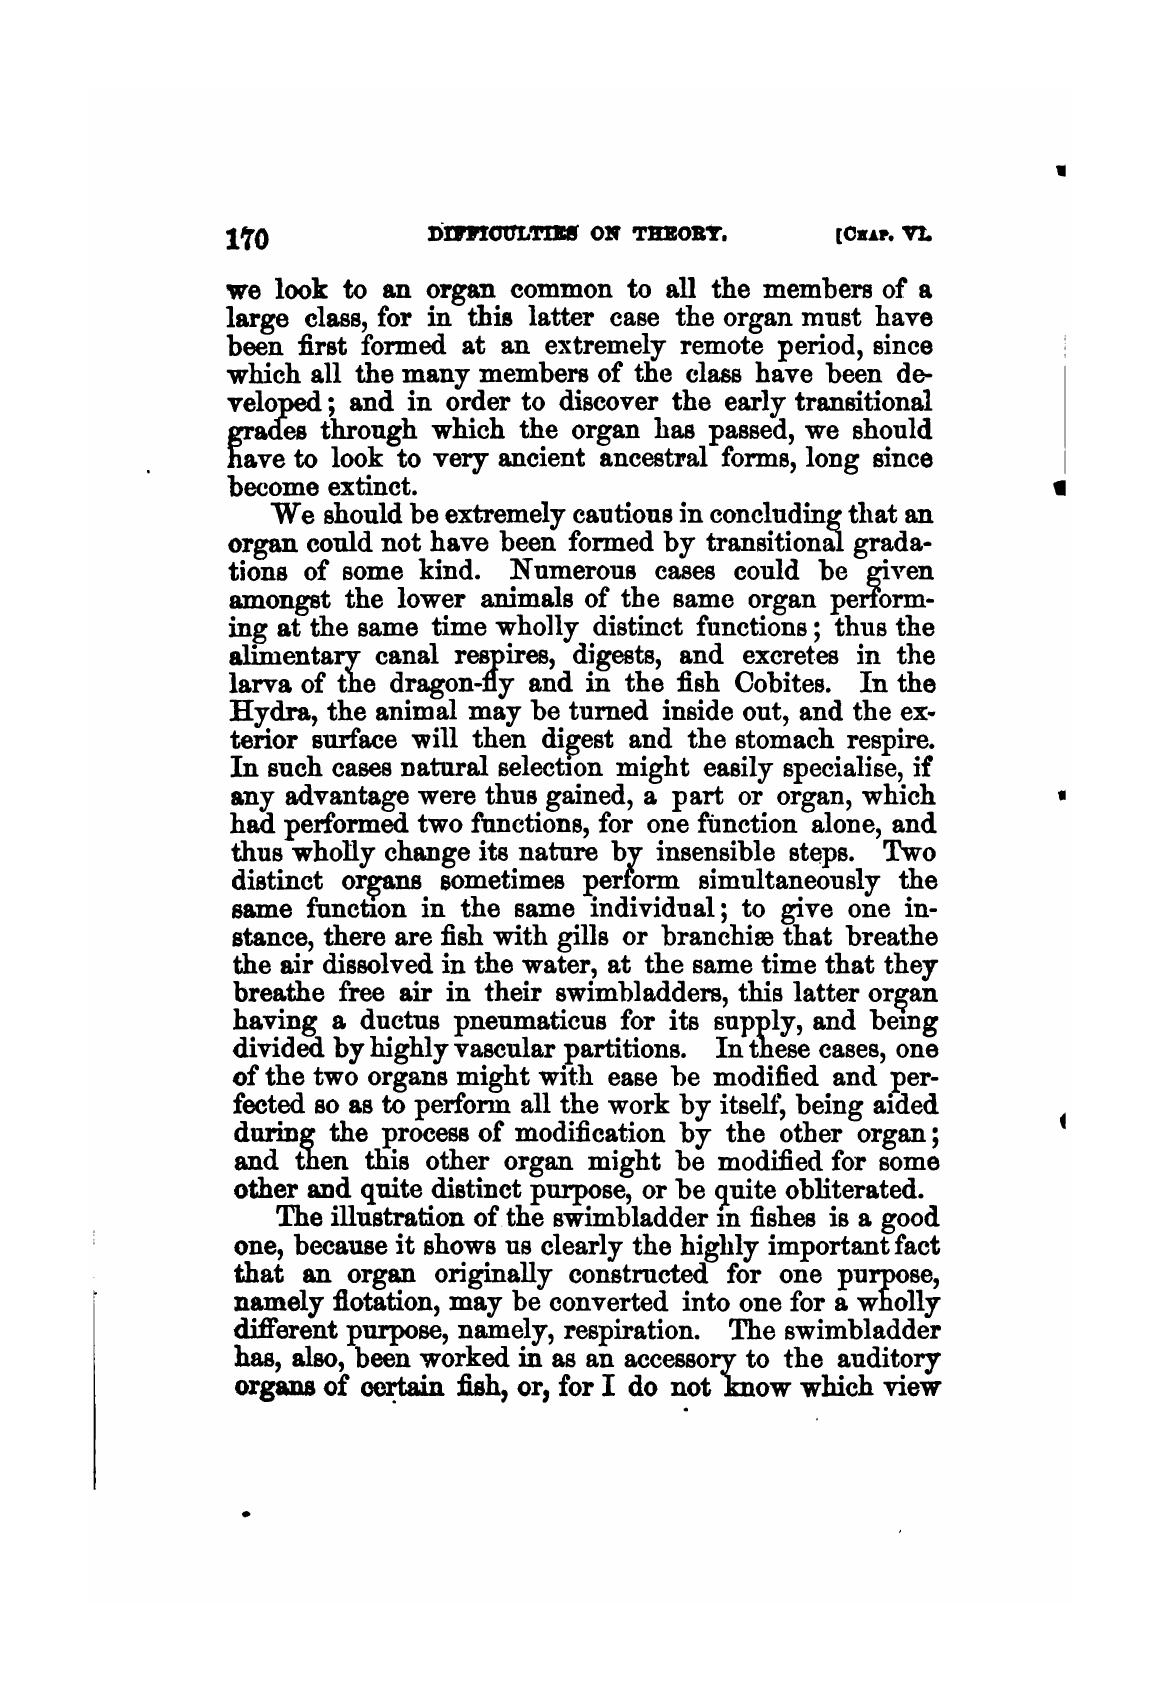 170 DIFFICULTIES ON THEORY. [CHAP. VI.
we look to an organ common to all the members of a
large class, for in this latter case the organ must have
been first formed at an extremely remote period, since
which all the many members of the class have been de-
veloped; and in order to discover the early transitional
grades through which the organ has passed, we should
have to look to very ancient ancestral forms, long since
become extinct.
We should be extremely cautious in concluding that an
organ could not have been formed by transitional grada-
tions of some kind. Numerous cases could be given
amongst the lower animals of the same organ perform-
ing at the same time wholly distinct functions; thus the
alimentary canal respires, digests, and excretes in the
larva of the dragon-fly and in the fish Cobites. In the
Hydra, the animal may be turned inside out, and the ex-
terior surface will then digest and the stomach respire.
In such cases natural selection might easily specialise, if
any advantage were thus gained, a part or organ, which
had performed two functions, for one function alone, and
thus wholly change its nature by insensible steps. Two
distinct organs sometimes perform simultaneously the
same function in the same individual; to give one in-
stance, there are fish with gills or branchiæ that breathe
the air dissolved in the water, at the same time that they
breathe free air in their swimbladders, this latter organ
having a ductus pneumaticus for its supply, and being
divided by highly vascular partitions. In these cases, one
of the two organs might with ease be modified and per-
fected so as to perform all the work by itself, being aided
during the process of modification by the other organ;
and then this other organ might be modified for some
other and quite distinct purpose, or be quite obliterated.
The illustration of the swimbladder in fishes is a good
one, because it shows us clearly the highly important fact
that an organ originally constructed for one purpose,
namely flotation, may be converted into one for a wholly
different purpose, namely, respiration. The swimbladder
has, also, been worked in as an accessory to the auditory
organs of certain fish, or, for I do not know which view